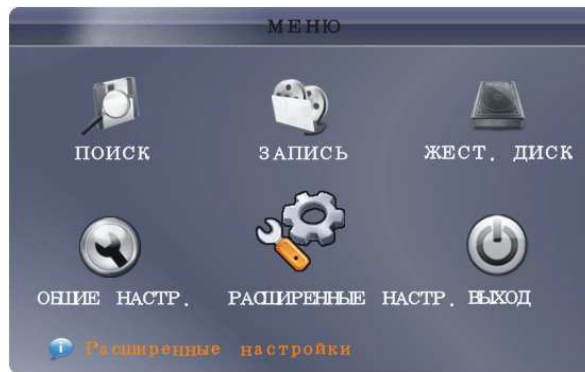 МЕНЮ
ПОИСК
ЗАПИСЬ
ЖЕСТ. ДИСК
ОБЩИЕ НАСТР.
РАСШИРЕННЫЕ НАСТР.
ВЫХОД
Расширенные настройки